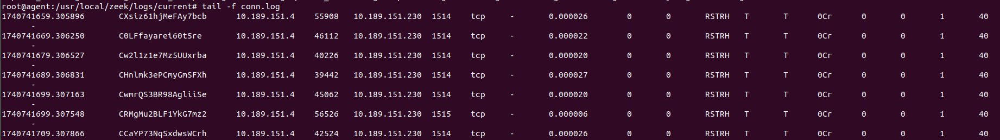 root@agent:/usr/local/zeek/logs/current# tail -f conn.log
1740741659.305896 CXsiz61hjMeFAy7bcb 10.189.151.4 55908 10.189.151.230 1514 tcp - 0.000026 0 0 RSTRH T T 0Cr 0 0 1 40
-
1740741669.306250 C0LFfayarei60t5re 10.189.151.4 46112 10.189.151.230 1514 tcp - 0.000022 0 0 RSTRH T T 0Cr 0 0 1 40
-
1740741679.306527 Cw2l1z1e7Mz5UUxrba 10.189.151.4 40226 10.189.151.230 1514 tcp - 0.000020 0 0 RSTRH T T 0Cr 0 0 1 40
-
1740741689.306831 CHnlmk3ePCmyGmSFXh 10.189.151.4 39442 10.189.151.230 1514 tcp - 0.000027 0 0 RSTRH T T 0Cr 0 0 1 40
-
1740741699.307163 CwmrQS3BR98AgliiSe 10.189.151.4 45062 10.189.151.230 1514 tcp - 0.000020 0 0 RSTRH T T 0Cr 0 0 1 40
-
1740741699.307548 CRMgMu2BLF1YkG7mz2 10.189.151.4 56526 10.189.151.230 1515 tcp - 0.000006 0 0 RSTRH T T 0Cr 0 0 1 40
-
1740741709.307866 CCaYP73NqSxdwsWCrh 10.189.151.4 42524 10.189.151.230 1514 tcp - 0.000026 0 0 RSTRH T T 0Cr 0 0 1 40